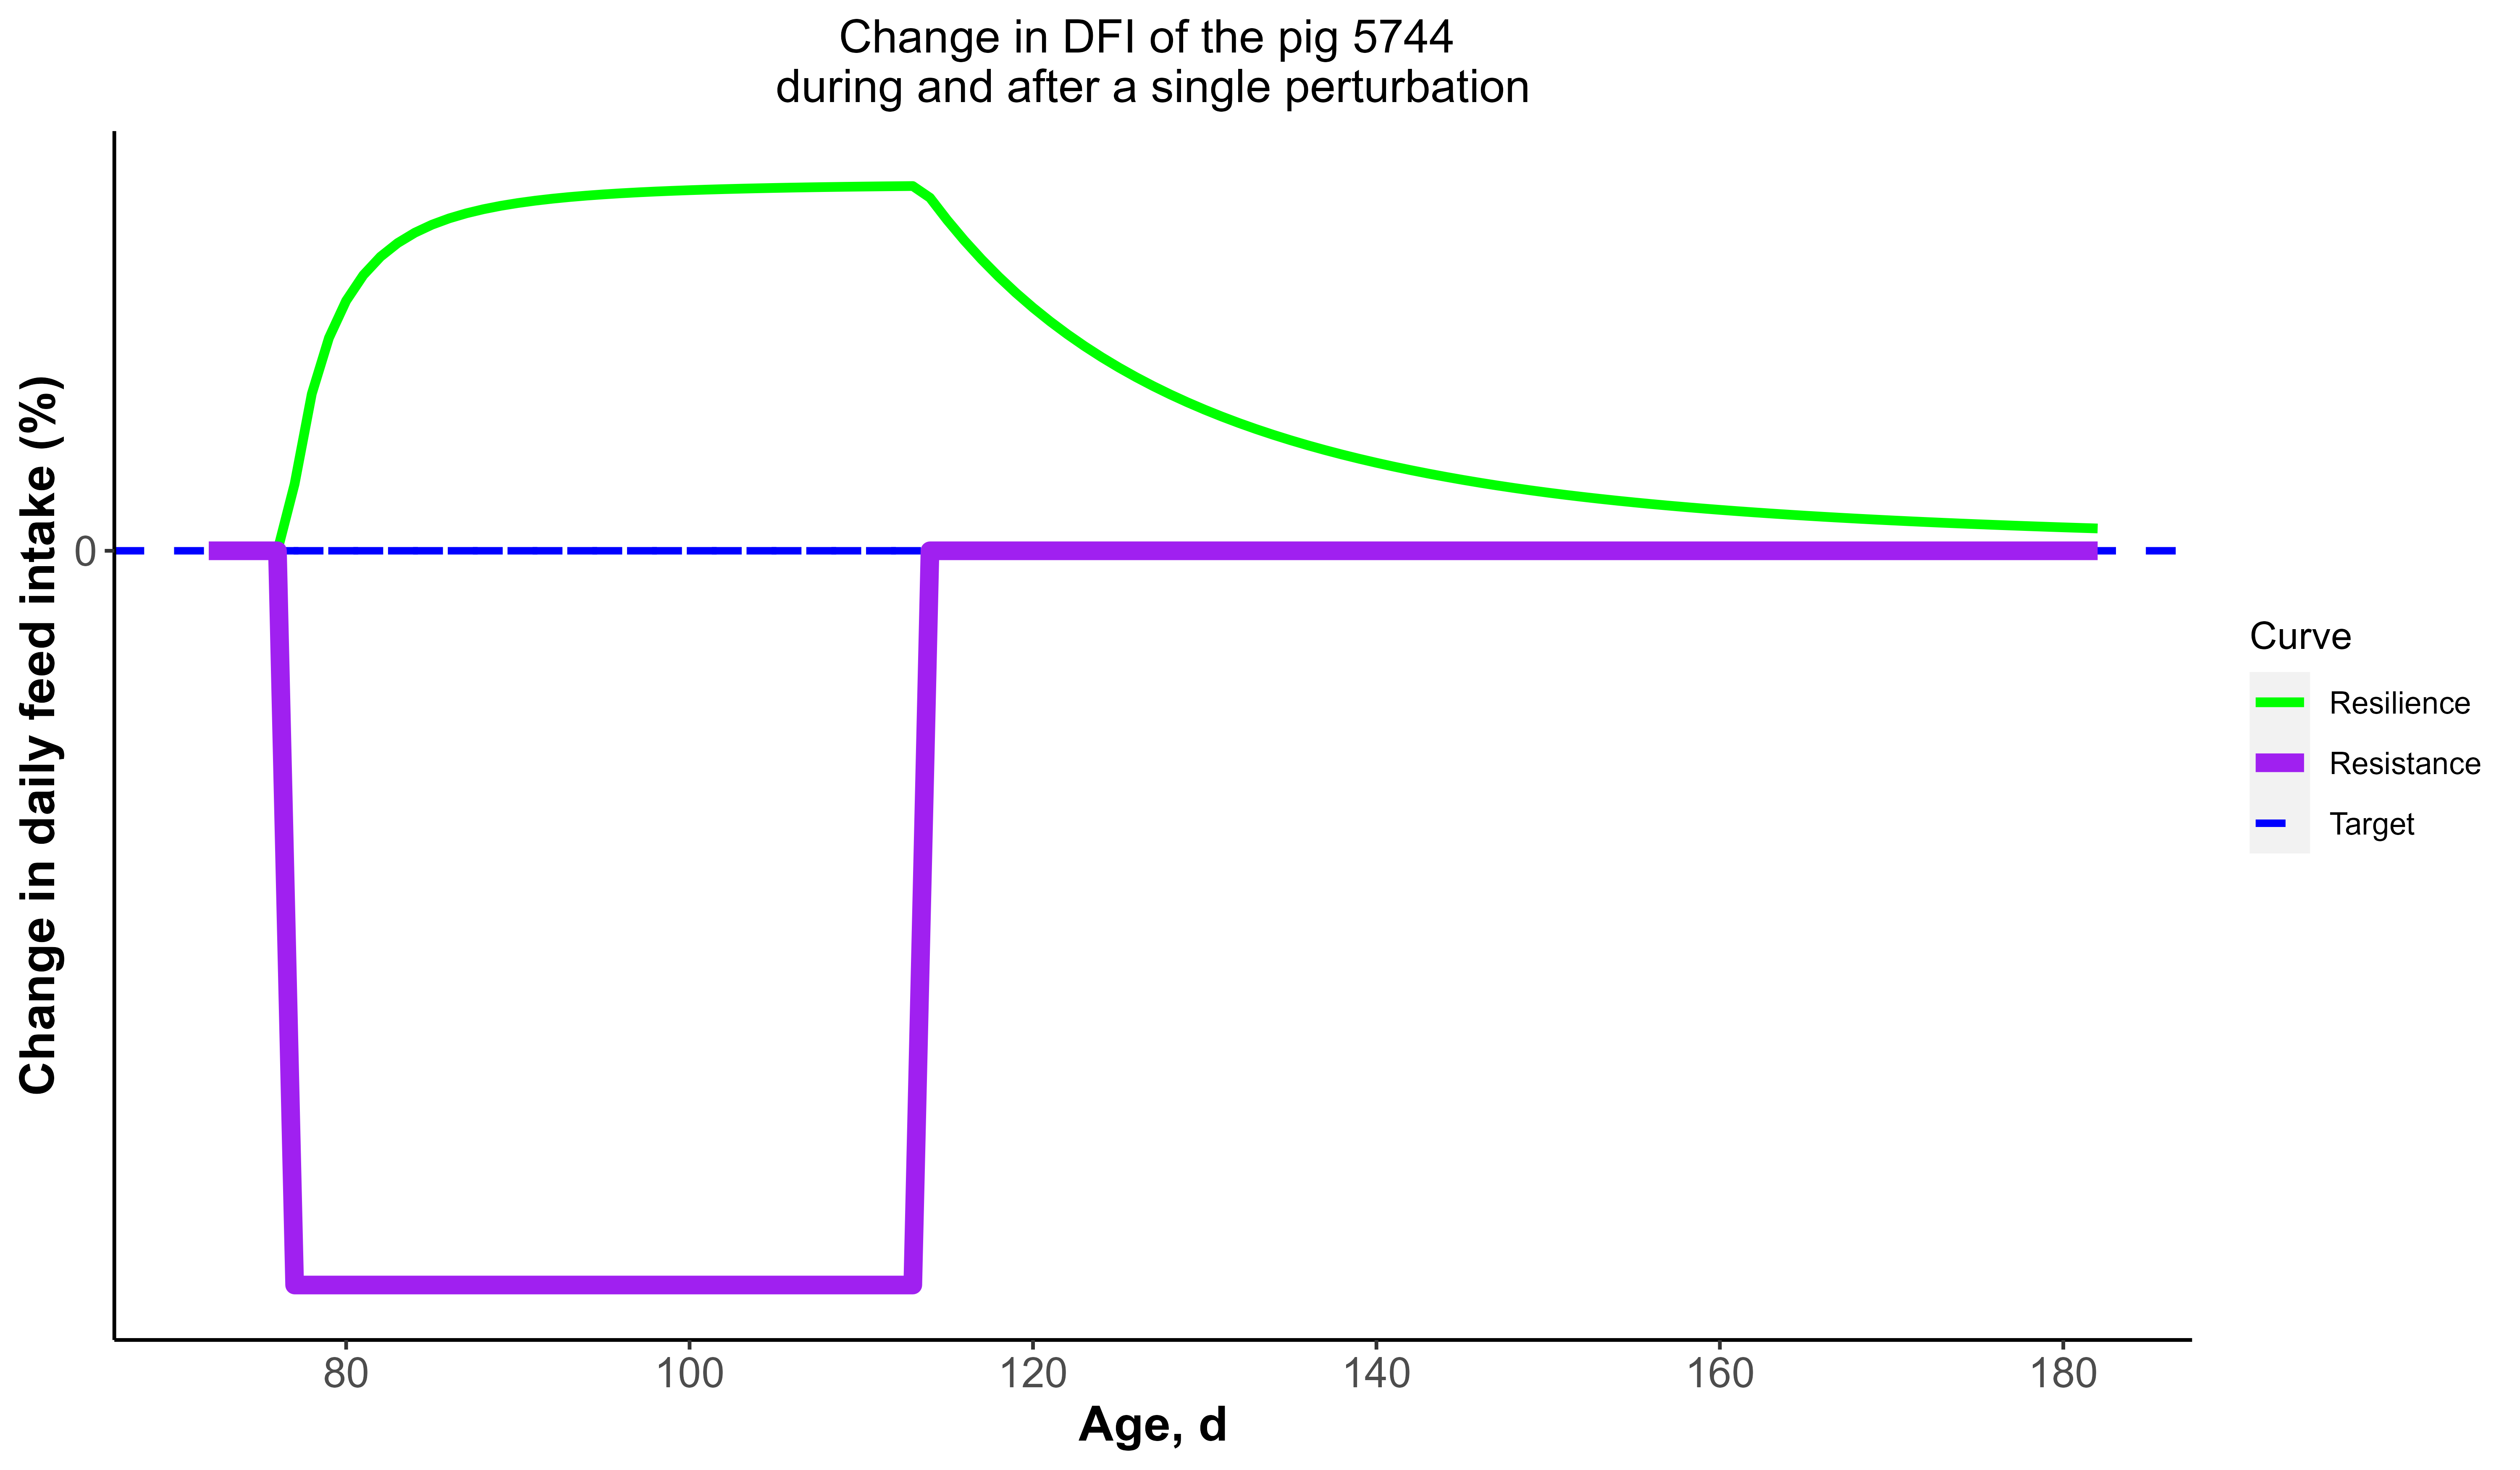 Change in DFI of the pig 5744
during and after a single perturbation
Change in daily feed intake (%)
0
80
100
120
140
160
180
Age, d
Curve
Resilience
Resistance
Target